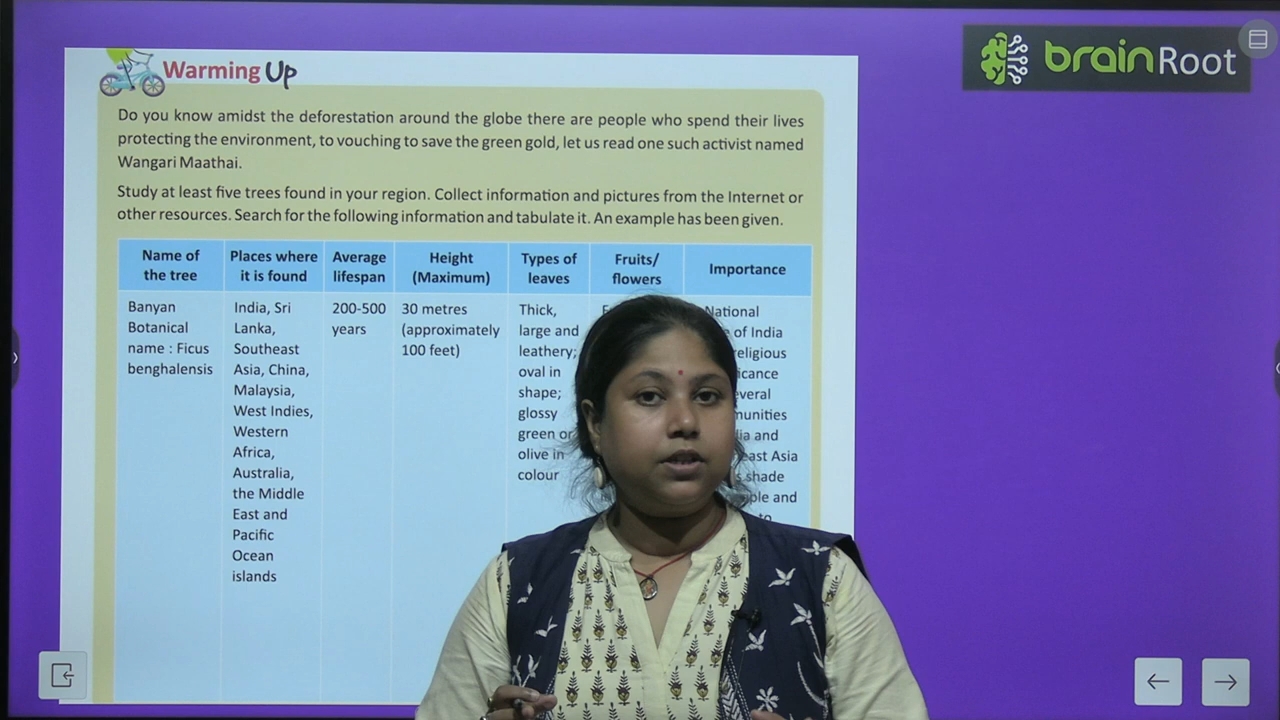 Warming Up
brainRoot
Do you know amidst the deforestation around the globe there are people who spend their lives
protecting the environment, to vouching to save the green gold, let us read one such activist named
Wangari Maathai.
Study at least five trees found in your region. Collect information and pictures from the Internet or
other resources. Search for the following information and tabulate it. An example has been given.
Name of
the tree
Places where
it is found
Average
lifespan
Height
(Maximum)
Types of
leaves
Fruits/
flowers
Importance
Banyan
Botanical
name : Ficus
benghalensis
India, Sri
Lanka,
Southeast
Asia, China,
Malaysia,
West Indies,
Western
Africa,
Australia,
the Middle
East and
Pacific
Ocean
islands
200-500
years
30 metres
(approximately
100 feet)
Thick,
large and
leathery;
oval in
shape;
glossy
green or
olive in
colour
National
of India
and
Asia
shade
and
to